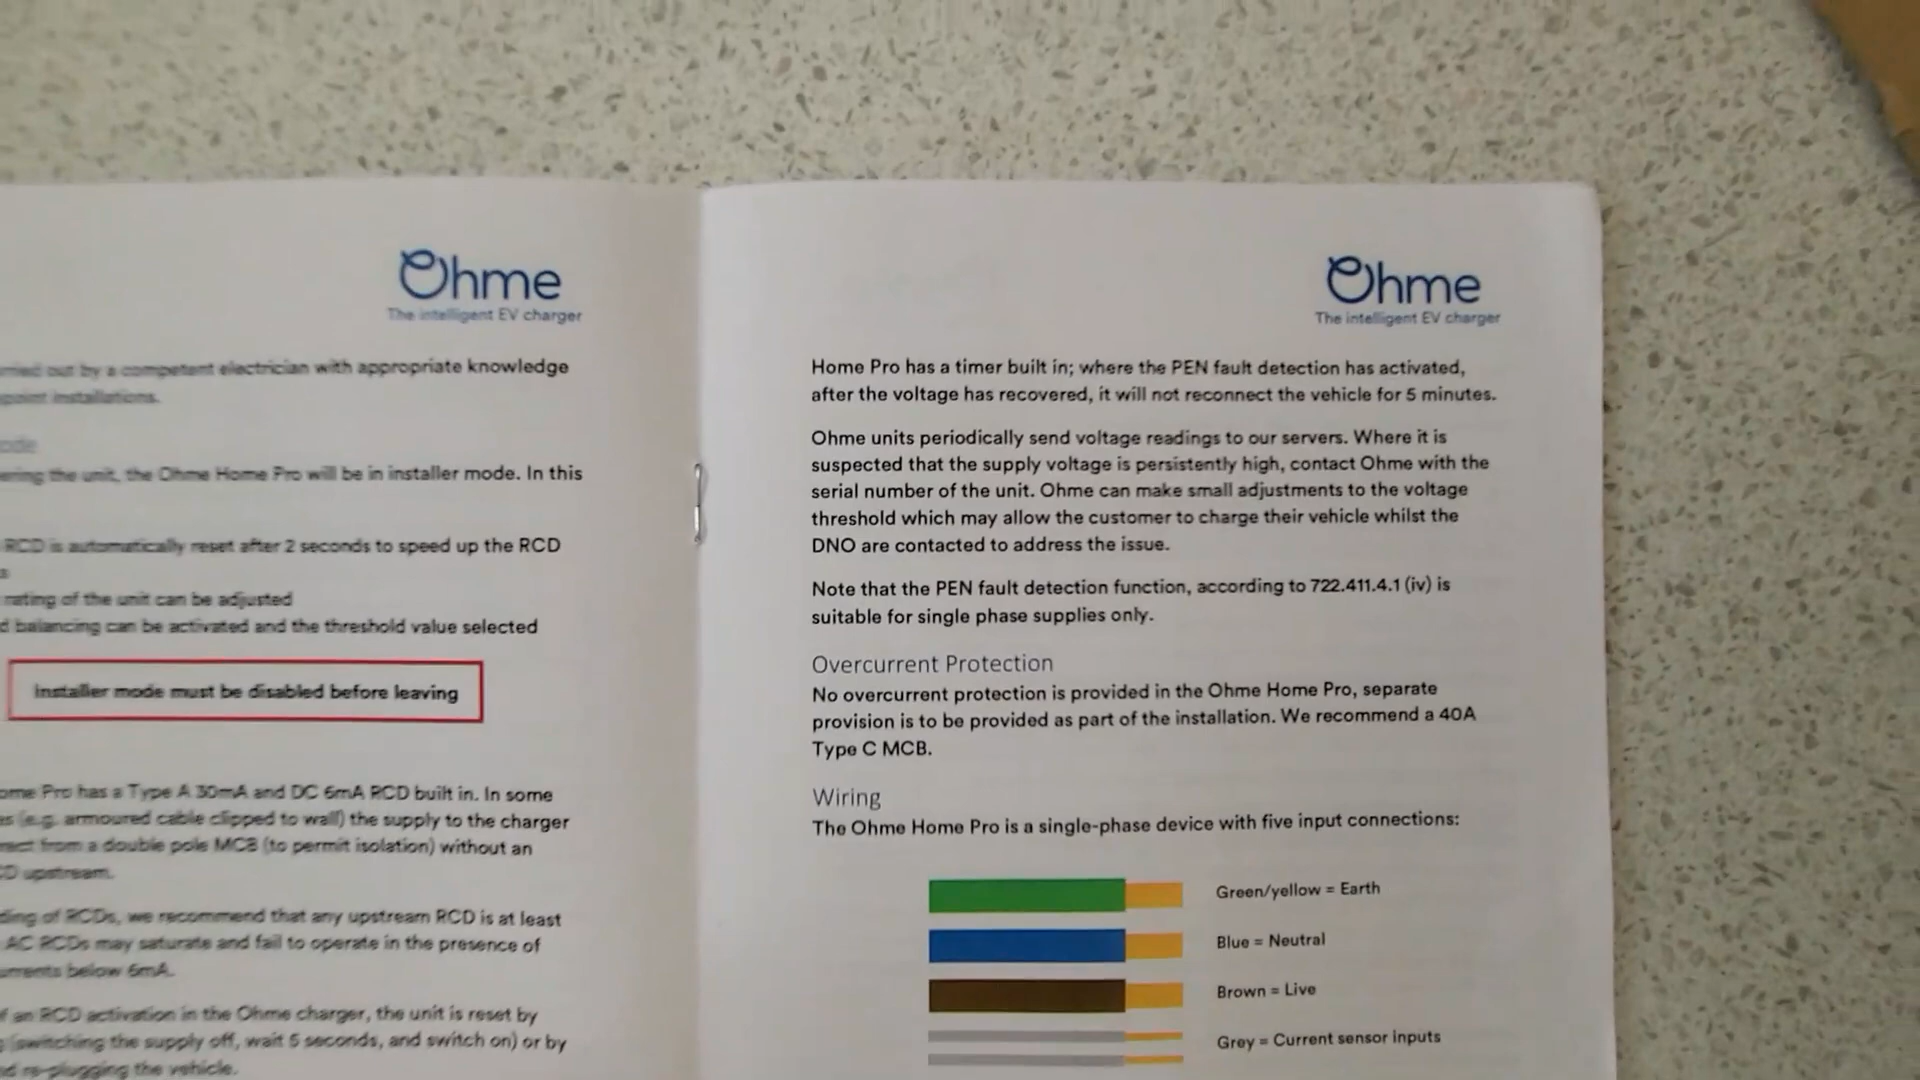 Ohme
The intelligent EV charger
carried out by a competent electrician with appropriate knowledge
point installations.
the unit, the Ohme Home Pro will be in installer mode. In this
RCD is automatically reset after 2 seconds to speed up the RCD
rating of the unit can be adjusted
balancing can be activated and the threshold value selected
Installer mode must be disabled before leaving
Pro has a Type A 30mA and DC 6mA RCD built in. In some
(e.g. armoured cable clipped to wall) the supply to the charger
from a double pole MCB (to permit isolation) without an
upstream.
of RCDs, we recommend that any upstream RCD is at least
AC RCDs may saturate and fail to operate in the presence of
below 6mA.
an RCD activation in the Ohme charger, the unit is reset by
(switching the supply off, wait 5 seconds, and switch on) or by
re-plugging the vehicle.
Ohme
The intelligent EV charger
Home Pro has a timer built in; where the PEN fault detection has activated,
after the voltage has recovered, it will not reconnect the vehicle for 5 minutes.
Ohme units periodically send voltage readings to our servers. Where it is
suspected that the supply voltage is persistently high, contact Ohme with the
serial number of the unit. Ohme can make small adjustments to the voltage
threshold which may allow the customer to charge their vehicle whilst the
DNO are contacted to address the issue.
Note that the PEN fault detection function, according to 722.411.4.1 (iv) is
suitable for single phase supplies only.
Overcurrent Protection
No overcurrent protection is provided in the Ohme Home Pro, separate
provision is to be provided as part of the installation. We recommend a 40A
Type C MCB.
Wiring
The Ohme Home Pro is a single-phase device with five input connections:
Green/yellow = Earth
Blue = Neutral
Brown = Live
Grey = Current sensor inputs